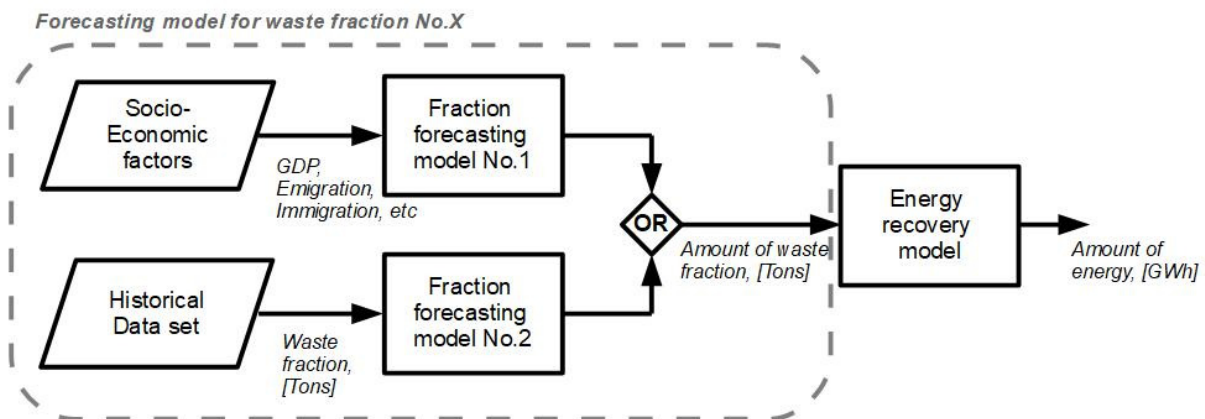 Forecasting model for waste fraction No.X
Socio-
Economic
factors
GDP,
Emigration,
Immigration, etc
Fraction
forecasting
model No.1
OR
Amount of waste
fraction, [Tons]
Energy
recovery
model
Amount of
energy, [GWh]
Historical
Data set
Waste
fraction,
[Tons]
Fraction
forecasting
model No.2